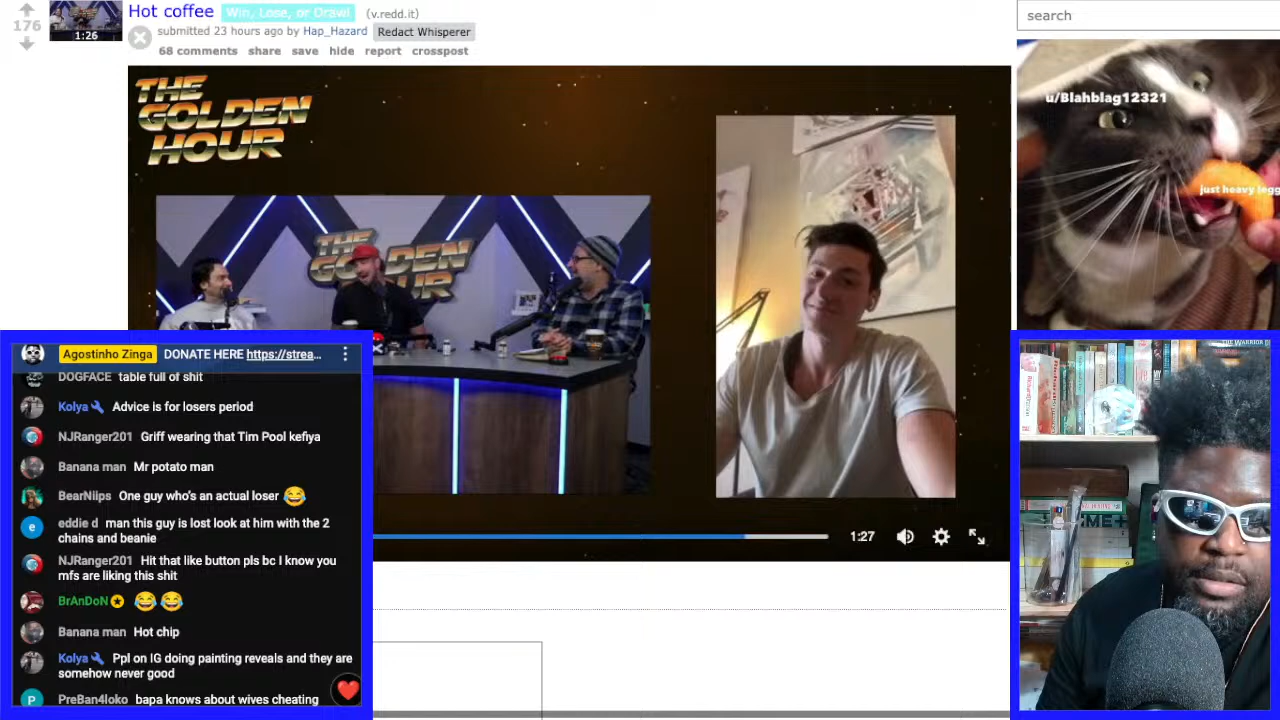 176
1:26
Hot coffee Win, Lose, or Draw! (v.redd.it)
submitted 23 hours ago by Hap_Hazard Redact Whisperer
68 comments share save hide report crosspost
search
THE
GOLDEN
HOUR
THE
GOLDEN
u/Blahblag12321
just heavy legg
1:27
Agostinho Zinga DONATE HERE https://strea...
DOGFACE table full of shit
Kolya Advice is for losers period
NJRanger201 Griff wearing that Tim Pool kefiya
Banana man Mr potato man
BearNiips One guy who's an actual loser 😂
eddie d man this guy is lost look at him with the 2
chains and beanie
NJRanger201 Hit that like button pls bc I know you
mfs are liking this shit
BrAnDoN 😂 😂
Banana man Hot chip
Kolya Ppl on IG doing painting reveals and they are
somehow never good
PreBan4loko bapa knows about wives cheating